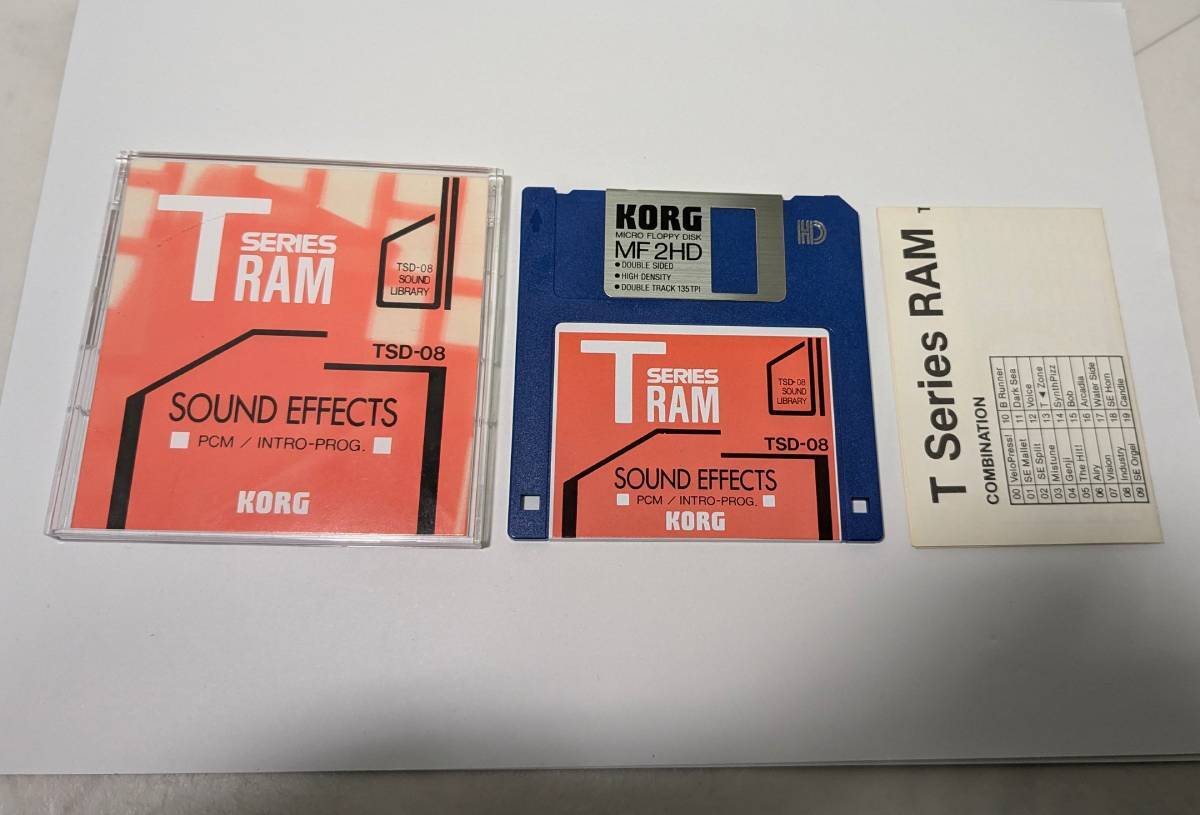 T
SERIES
RAM
TSD-08
SOUND
LIBRARY
TSD-08
SOUND EFFECTS
PCM / INTRO-PROG.
KORG
KORG
MICRO FLOPPY DISK
MF 2HD
● DOUBLE SIDED
● HIGH DENSITY
● DOUBLE TRACK 135TPI
HD
T
SERIES
RAM
TSD-08
SOUND
LIBRARY
TSD-08
SOUND EFFECTS
PCM / INTRO-PROG.
KORG
T Series RAM T
COMBINATION
00 VeloPress! 10 B Runner
01 SE Mallet 11 Dark Sea
02 SE Split 12 Voice
03 Mistune 13 T ◄ Zone
04 Genji 14 SynthPizz
05 The Hit! 15 Bob
06 Airy 16 Arcadia
07 Vision 17 Water Side
08 Industry 18 SE Horn
09 SE Orgel 19 Candle